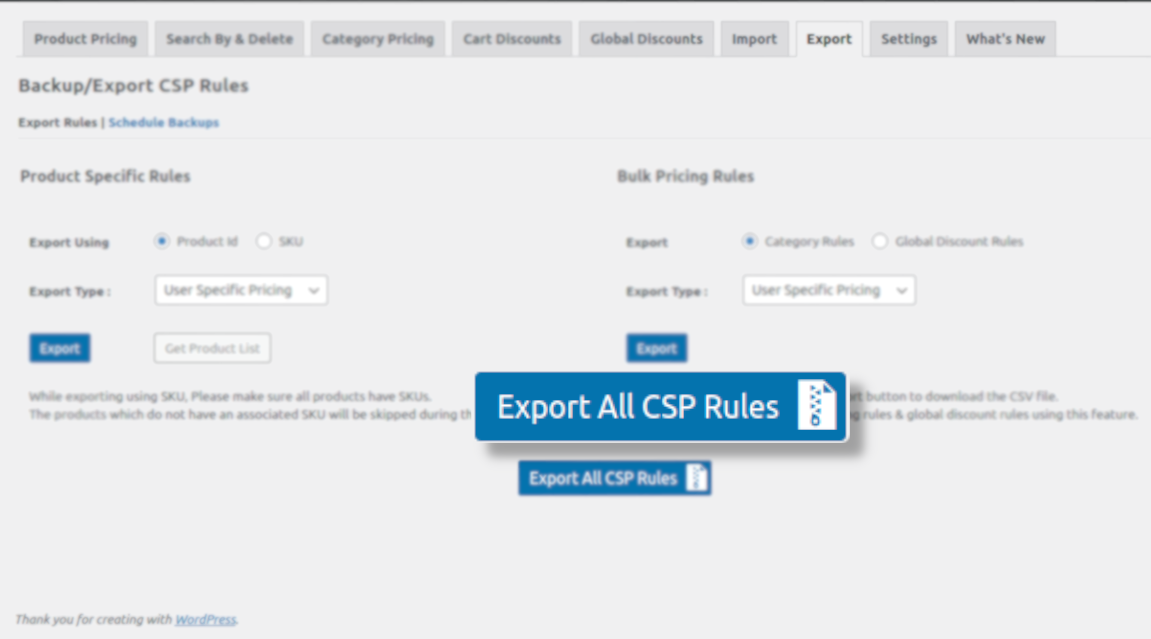 Product Pricing Search By & Delete Category Pricing Cart Discounts Global Discounts Import Export Settings What's New
Backup/Export CSP Rules
Export Rules | Schedule Backups
Product Specific Rules
Export Using Product Id SKU
Export Type : User Specific Pricing
Export Get Product List
While exporting using SKU, Please make sure all products have SKUs.
The products which do not have an associated SKU will be skipped during
Bulk Pricing Rules
Export Category Rules Global Discount Rules
Export Type : User Specific Pricing
Export
button to download the CSV file.
rules & global discount rules using this feature.
Export All CSP Rules
Export All CSP Rules
Thank you for creating with WordPress.